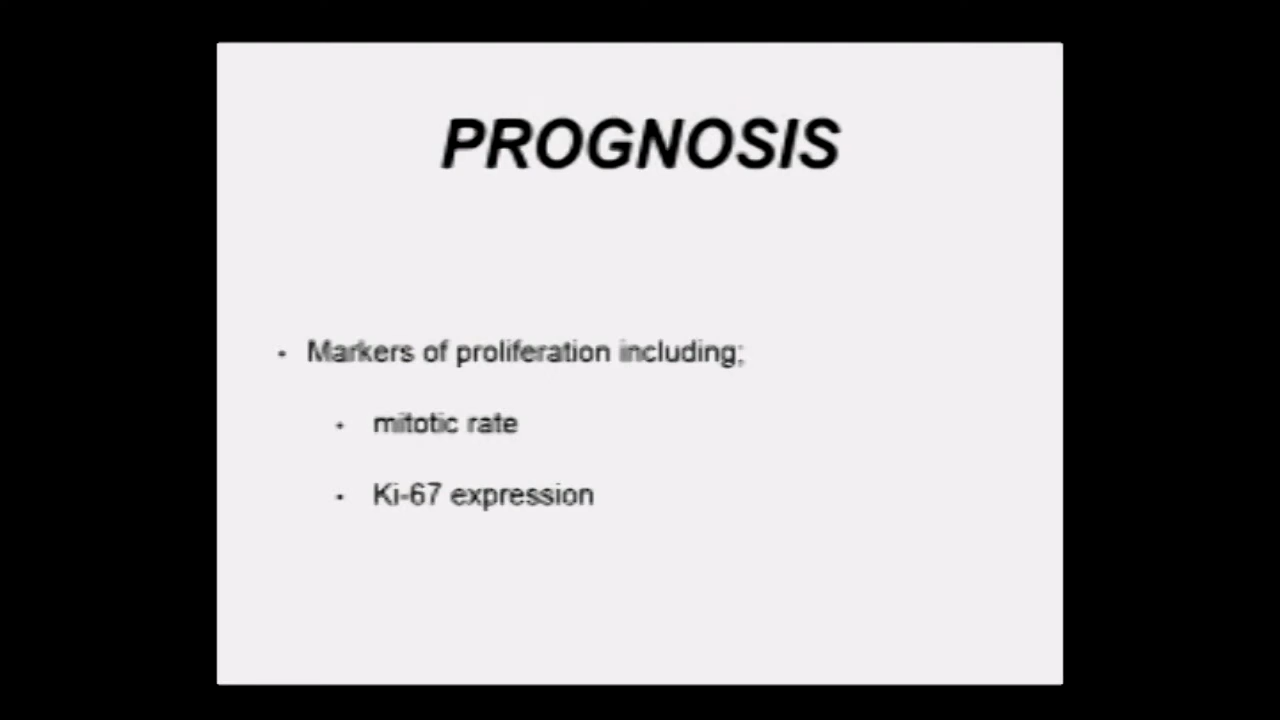 PROGNOSIS
• Markers of proliferation including;
• mitotic rate
• Ki-67 expression